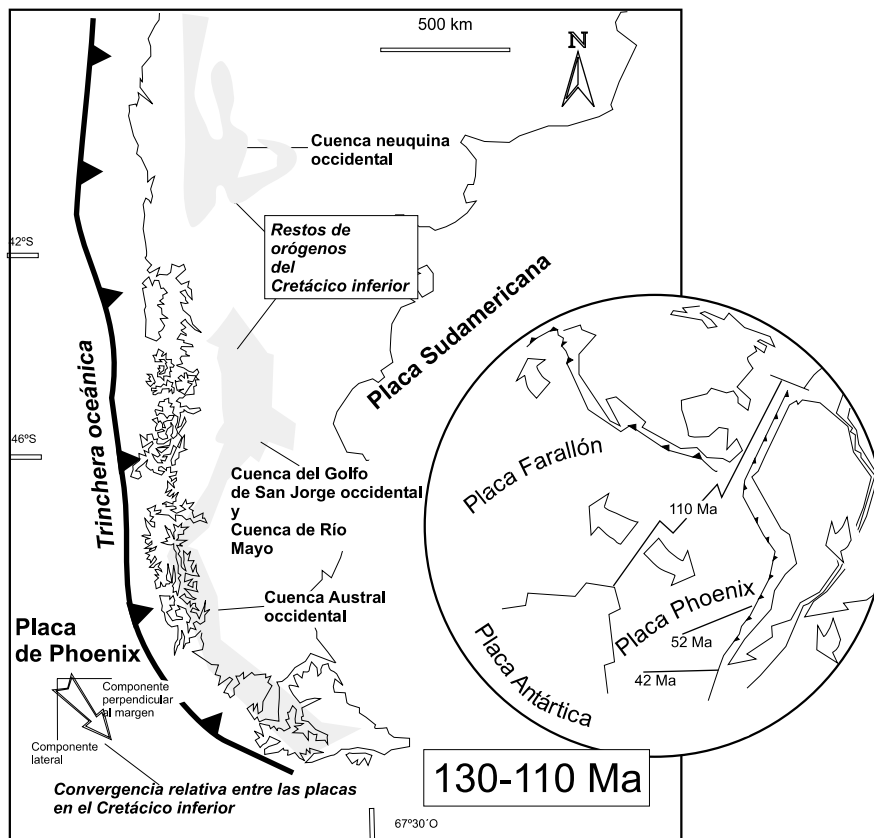 500 km
N
Cuenca neuquina
occidental
Restos de
orógenos
del
Cretácico inferior
42ºS
Trinchera oceánica
Placa Sudamericana
46ºS
Cuenca del Golfo
de San Jorge occidental
y
Cuenca de Río
Mayo
Cuenca Austral
occidental
Placa
de Phoenix
Componente
perpendicular
al margen
Componente
lateral
Convergencia relativa entre las placas
en el Cretácico inferior
Placa Farallón
110 Ma
Placa Phoenix
52 Ma
42 Ma
Placa Antártica
130-110 Ma
67º30´O